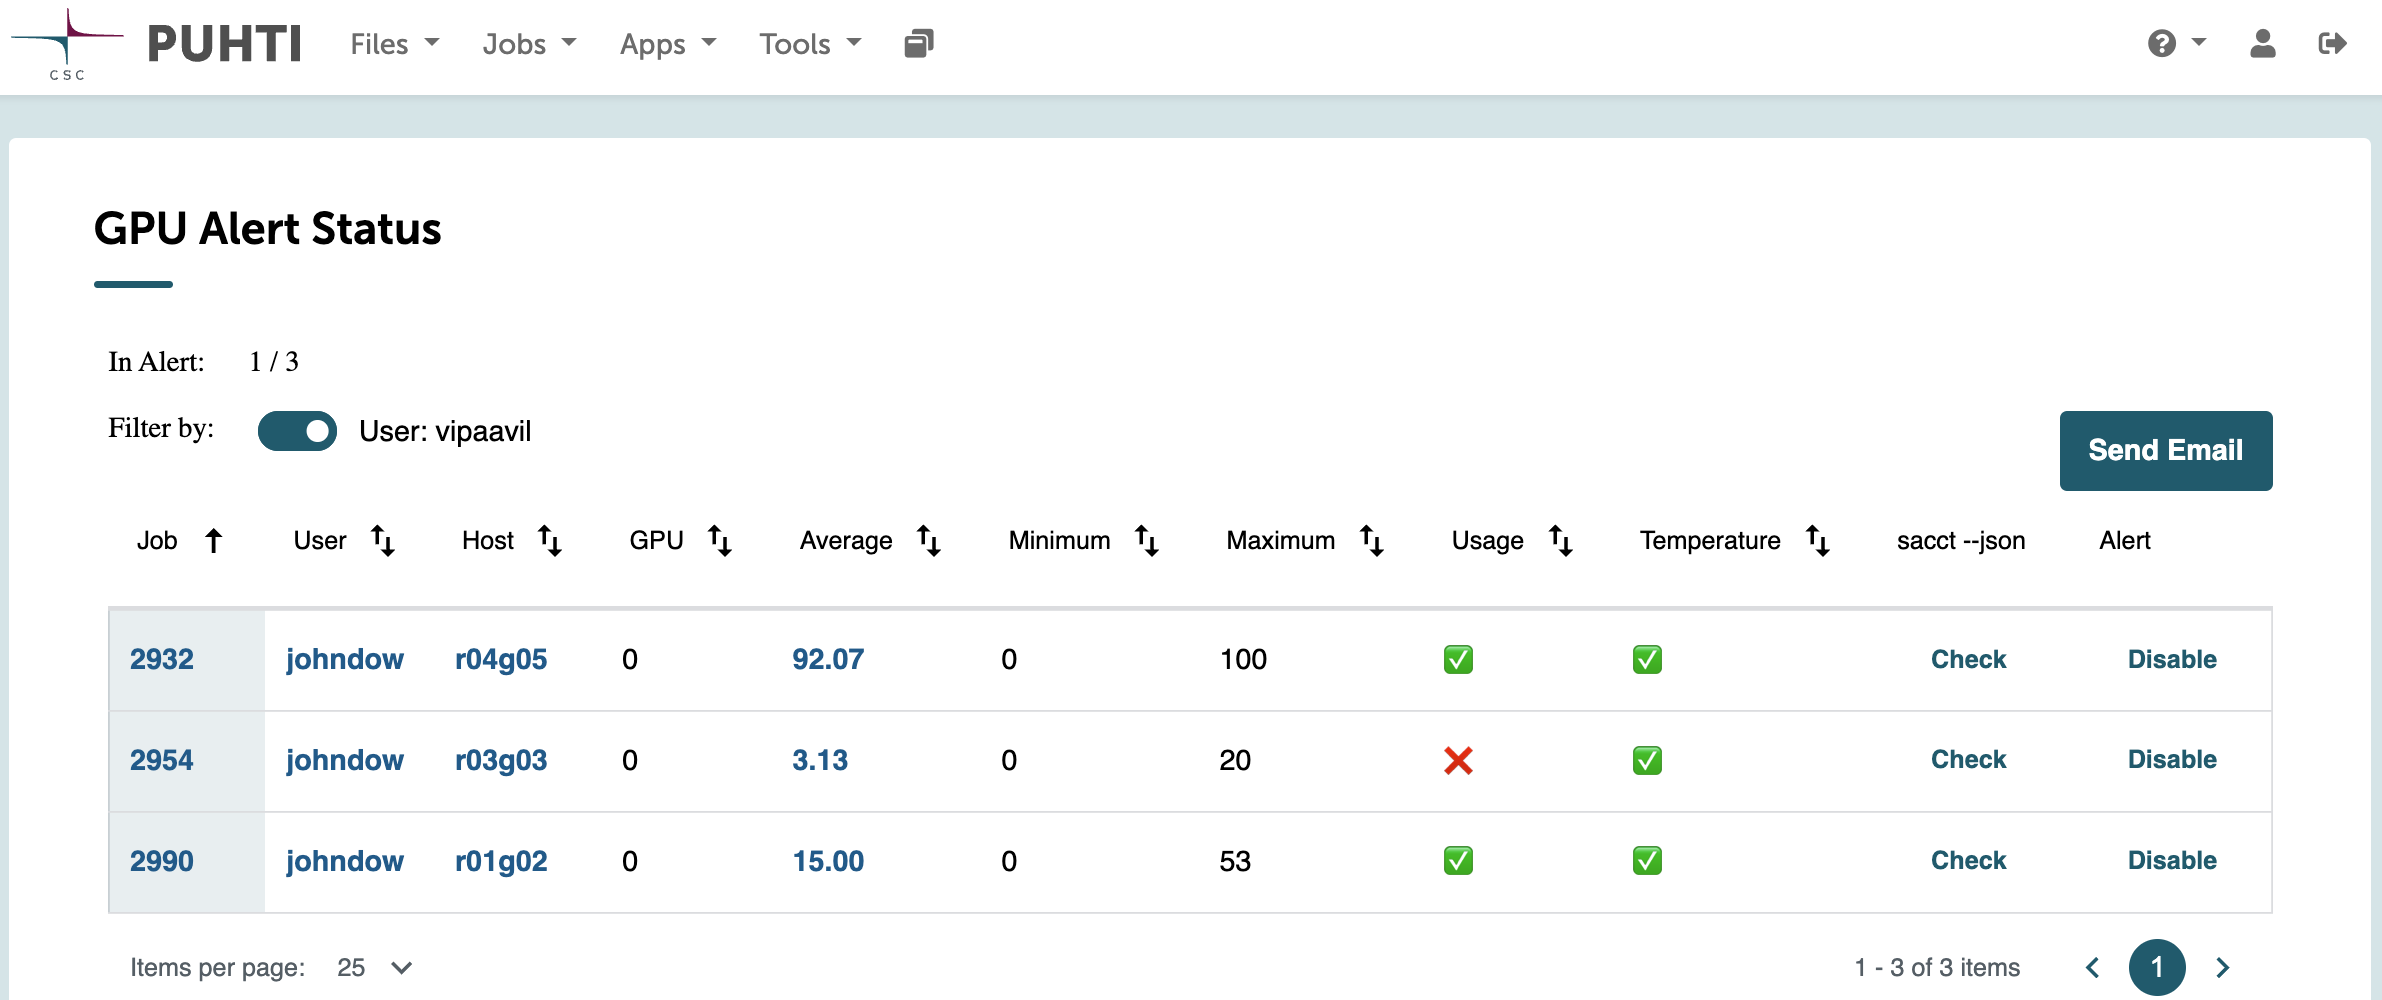 CSC
PUHTI Files Jobs Apps Tools
GPU Alert Status
In Alert: 1 / 3
Filter by: User: vipaavil
Send Email
Job User Host GPU Average Minimum Maximum Usage Temperature sacct --json Alert
2932 johndow r04g05 0 92.07 0 100 ✅ ✅ Check Disable
2954 johndow r03g03 0 3.13 0 20 ❌ ✅ Check Disable
2990 johndow r01g02 0 15.00 0 53 ✅ ✅ Check Disable
Items per page: 25 1 - 3 of 3 items 1